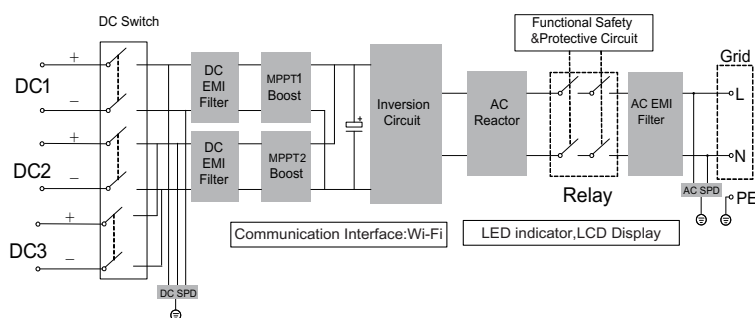 DC Switch
Functional Safety
&Protective Circuit
Grid
DC1
+
−
DC
EMI
Filter
MPPT1
Boost
+
Inversion
Circuit
AC
Reactor
AC EMI
Filter
L
DC2
+
−
DC
EMI
Filter
MPPT2
Boost
N
Relay
AC SPD
PE
DC3
+
−
Communication Interface:Wi-Fi
LED indicator,LCD Display
DC SPD